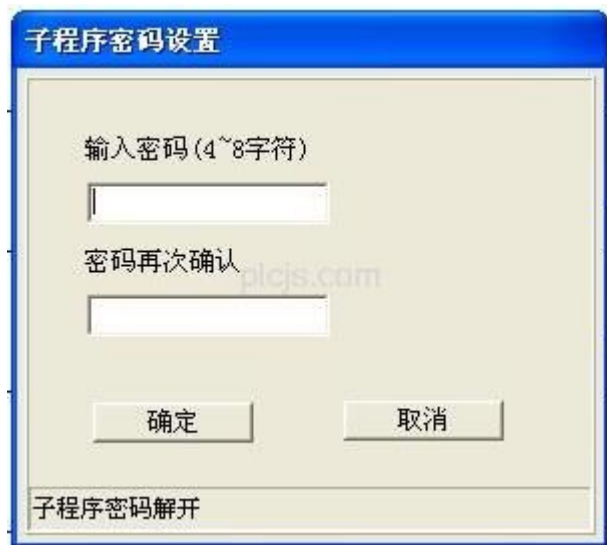 子程序密码设置
输入密码(4~8字符)
密码再次确认
plcjs.com
确定 取消
子程序密码解开